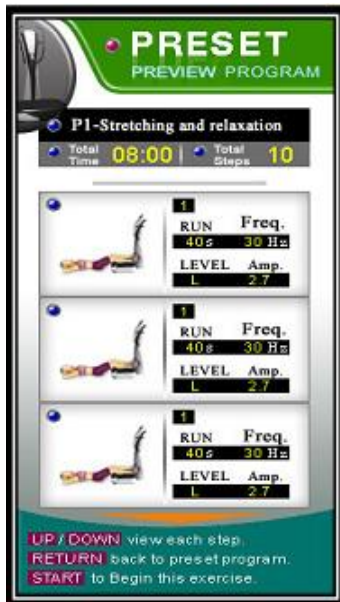 PRESET
PREVIEW PROGRAM
P1-Stretching and relaxation
Total Time 08:00 Total Steps 10
1
RUN Freq.
40s 30 Hz
LEVEL Amp.
L 2.7
1
RUN Freq.
40s 30 Hz
LEVEL Amp.
L 2.7
1
RUN Freq.
40s 30 Hz
LEVEL Amp.
L 2.7
UP / DOWN view each step.
RETURN back to preset program.
START to Begin this exercise.